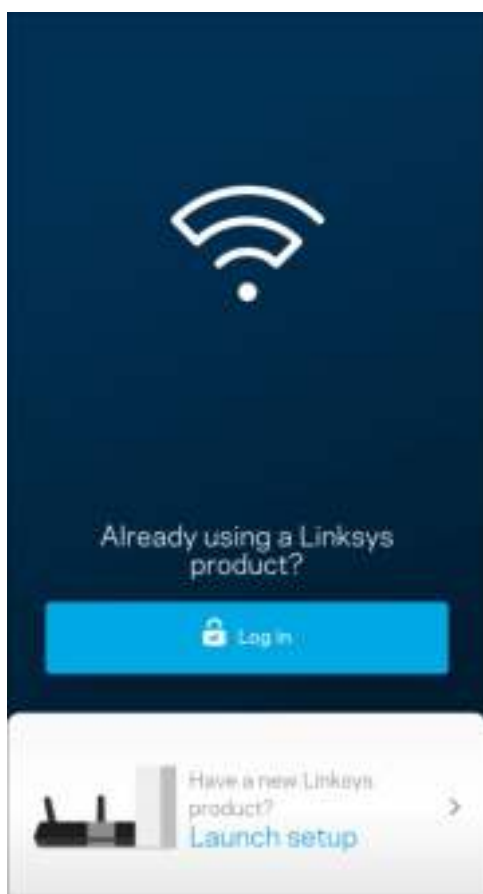 Already using a Linksys
product?
Log in
Have a new Linksys
product?
Launch setup